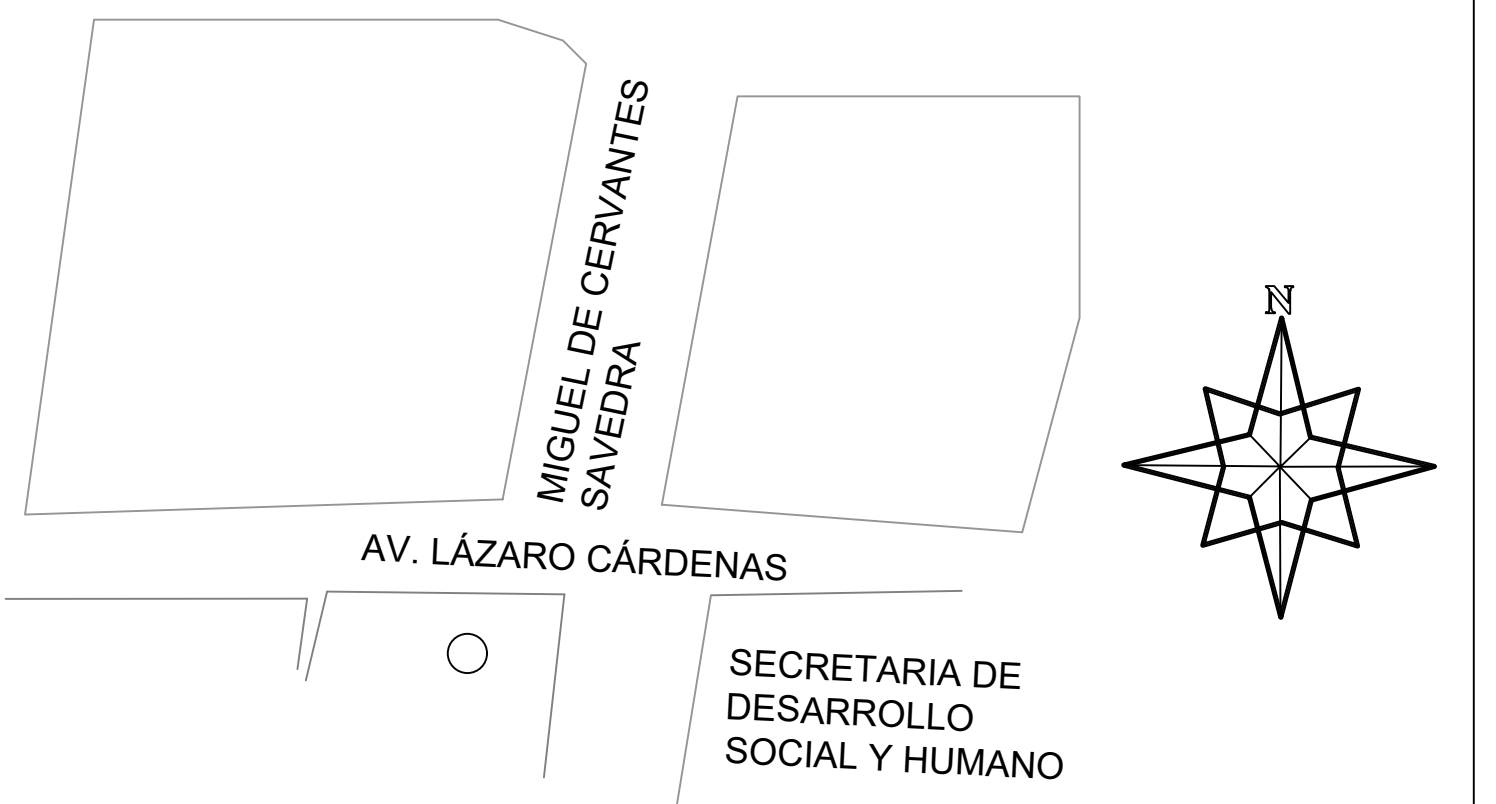 MIGUEL DE CERVANTES
SAVEDRA
N
AV. LÁZARO CÁRDENAS
SECRETARIA DE
DESARROLLO
SOCIAL Y HUMANO